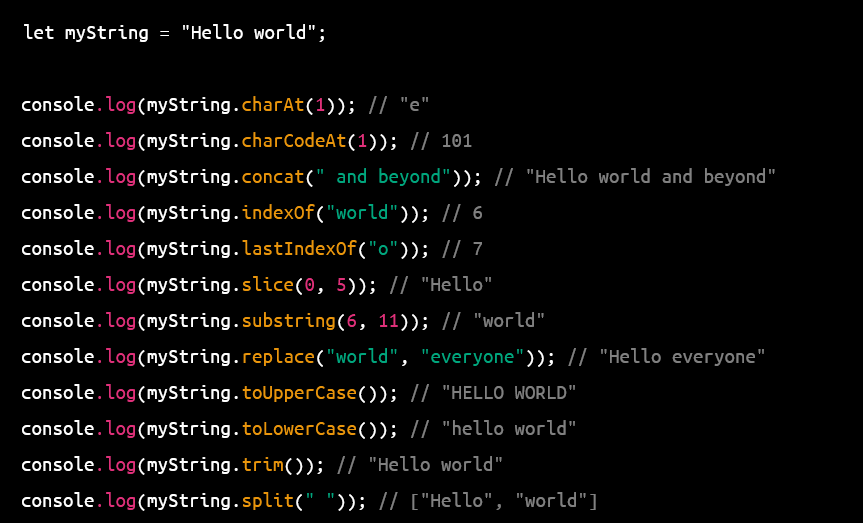 let myString = "Hello world";
console.log(myString.charAt(1)); // "e"
console.log(myString.charCodeAt(1)); // 101
console.log(myString.concat(" and beyond")); // "Hello world and beyond"
console.log(myString.indexOf("world")); // 6
console.log(myString.lastIndexOf("o")); // 7
console.log(myString.slice(0, 5)); // "Hello"
console.log(myString.substring(6, 11)); // "world"
console.log(myString.replace("world", "everyone")); // "Hello everyone"
console.log(myString.toUpperCase()); // "HELLO WORLD"
console.log(myString.toLowerCase()); // "hello world"
console.log(myString.trim()); // "Hello world"
console.log(myString.split(" ")); // ["Hello", "world"]